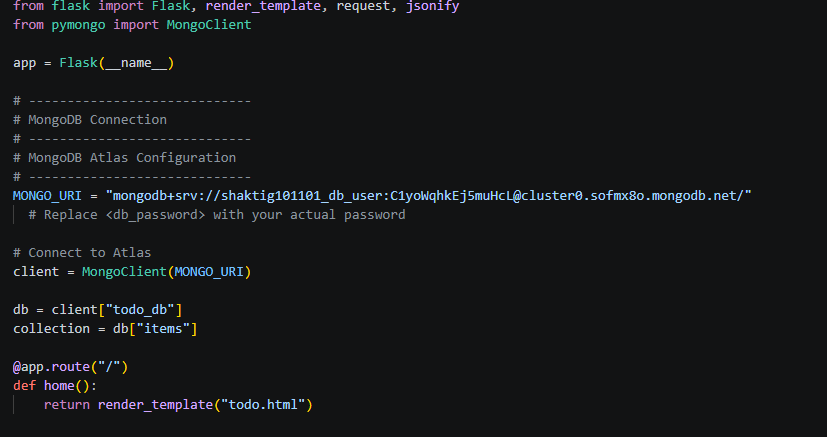 from flask import Flask, render_template, request, jsonify
from pymongo import MongoClient
app = Flask(__name__)
# -----------------------------
# MongoDB Connection
# -----------------------------
# MongoDB Atlas Configuration
# -----------------------------
MONGO_URI = "mongodb+srv://shaktig101101_db_user:C1yoWqhkEj5muHcL@cluster0.sofmx8o.mongodb.net/"
# Replace <db_password> with your actual password
# Connect to Atlas
client = MongoClient(MONGO_URI)
db = client["todo_db"]
collection = db["items"]
@app.route("/")
def home():
    return render_template("todo.html")